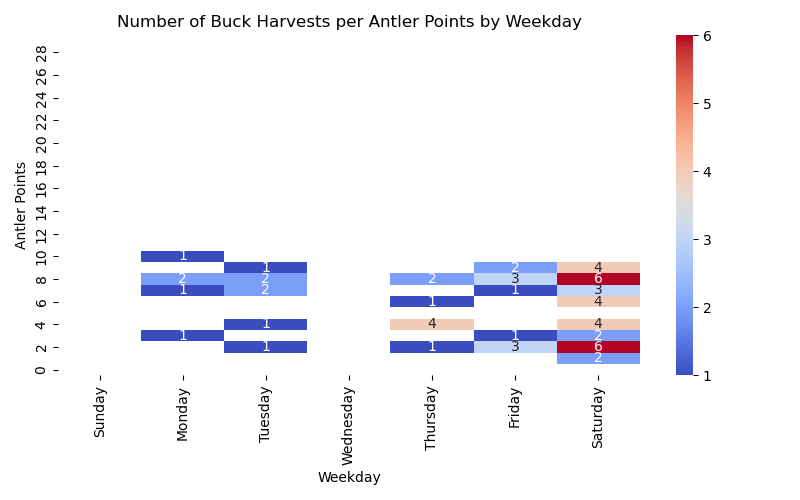 Number of Buck Harvests per Antler Points by Weekday
Antler Points
28
26
24
22
20
18
16
14
12
10
8
6
4
2
0
1
1 2 4
2 2 2 3 6
1 2 1 3
1 4
1 4 4
1 1 2
1 1 3 6
2
Sunday Monday Tuesday Wednesday Thursday Friday Saturday
Weekday
6
5
4
3
2
1